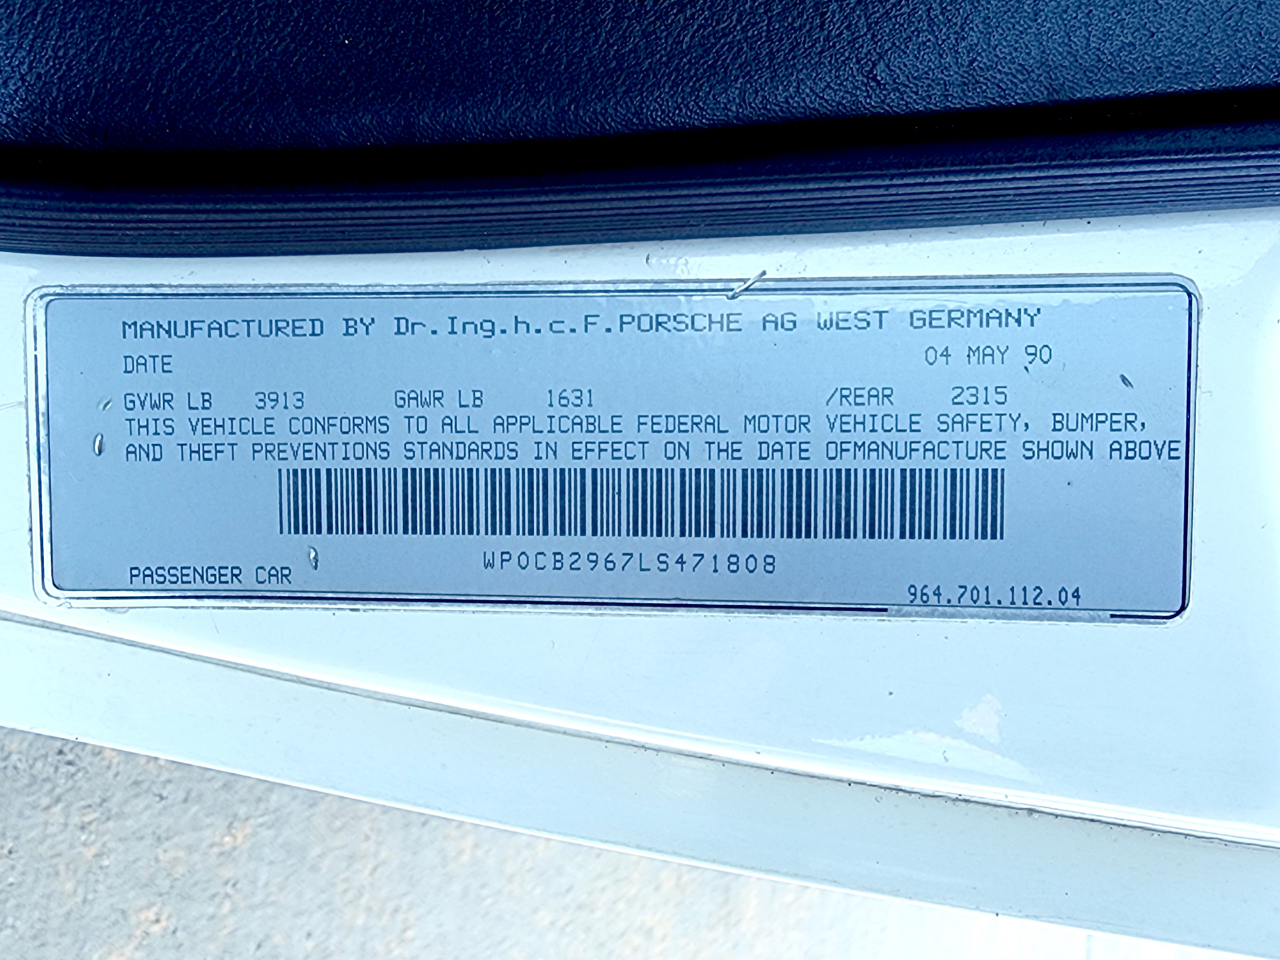 MANUFACTURED BY Dr.Ing.h.c.F.PORSCHE AG WEST GERMANY
DATE 04 MAY 90
GVWR LB 3913 GAWR LB 1631 /REAR 2315
THIS VEHICLE CONFORMS TO ALL APPLICABLE FEDERAL MOTOR VEHICLE SAFETY, BUMPER,
AND THEFT PREVENTIONS STANDARDS IN EFFECT ON THE DATE OFMANUFACTURE SHOWN ABOVE
WP0CB2967LS471808
PASSENGER CAR
964.701.112.04